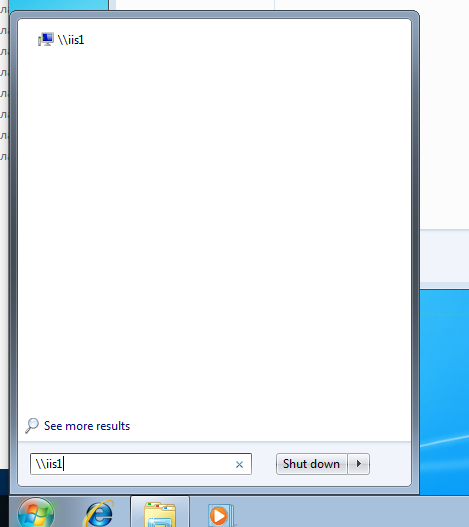 \\iis1
See more results
\\iis1
Shut down